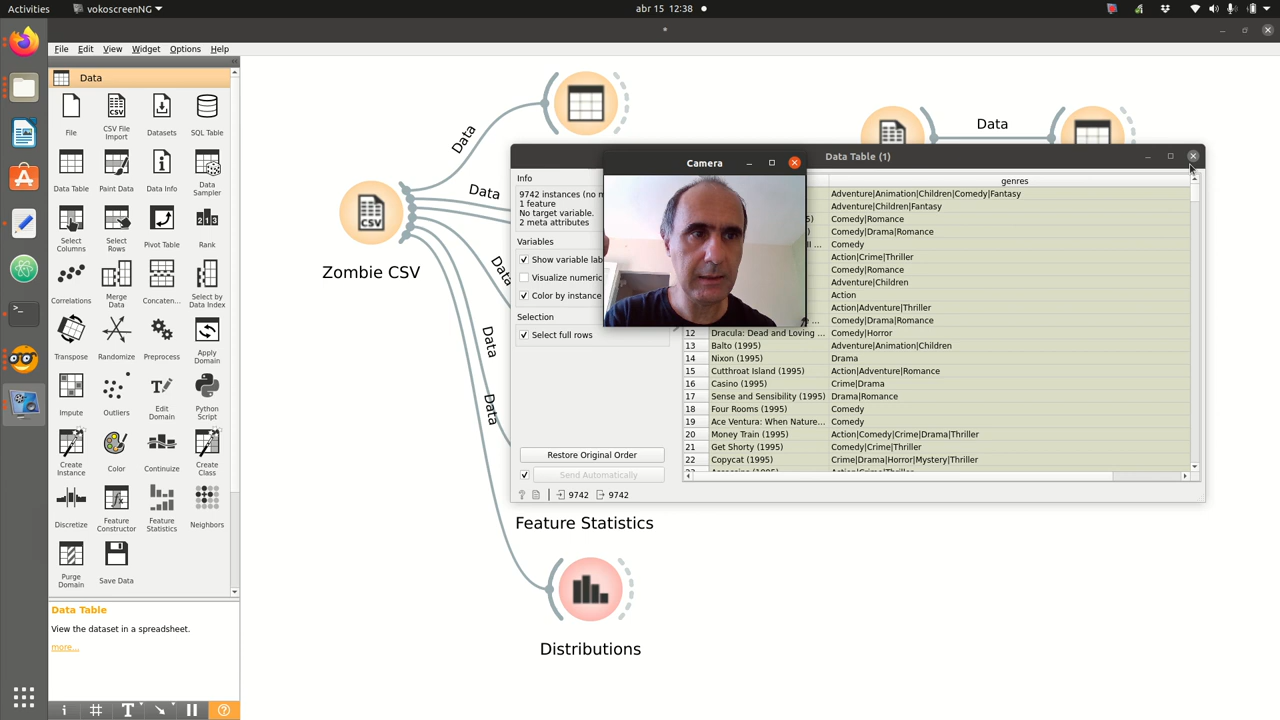 Activities
vokoscreenNG
abr 15 12:38
File Edit View Widget Options Help
Data
File
CSV File Import
Datasets
SQL Table
Data Table
Paint Data
Data Info
Data Sampler
Select Columns
Select Rows
Pivot Table
Rank
Correlations
Merge Data
Concaten...
Select by Data Index
Transpose
Randomize
Preprocess
Apply Domain
Impute
Outliers
Edit Domain
Python Script
Create Instance
Color
Continuize
Create Class
Discretize
Feature Constructor
Feature Statistics
Neighbors
Purge Domain
Save Data
Data Table
View the dataset in a spreadsheet.
more...
Zombie CSV
Data
Data
Data
Data
Data
Data
Feature Statistics
Distributions
Data Table (1)
Camera
Info
9742 instances (no m
1 feature
No target variable.
2 meta attributes
Variables
Show variable lab
Visualize numeric
Color by instance
Selection
Select full rows
Restore Original Order
Send Automatically
9742 9742
genres
Adventure|Animation|Children|Comedy|Fantasy
Adventure|Children|Fantasy
Comedy|Romance
Comedy|Drama|Romance
Comedy
Action|Crime|Thriller
Comedy|Romance
Adventure|Children
Action
Action|Adventure|Thriller
Comedy|Drama|Romance
12 Dracula: Dead and Loving ... Comedy|Horror
13 Balto (1995) Adventure|Animation|Children
14 Nixon (1995) Drama
15 Cutthroat Island (1995) Action|Adventure|Romance
16 Casino (1995) Crime|Drama
17 Sense and Sensibility (1995) Drama|Romance
18 Four Rooms (1995) Comedy
19 Ace Ventura: When Nature... Comedy
20 Money Train (1995) Action|Comedy|Crime|Drama|Thriller
21 Get Shorty (1995) Comedy|Crime|Thriller
22 Copycat (1995) Crime|Drama|Horror|Mystery|Thriller